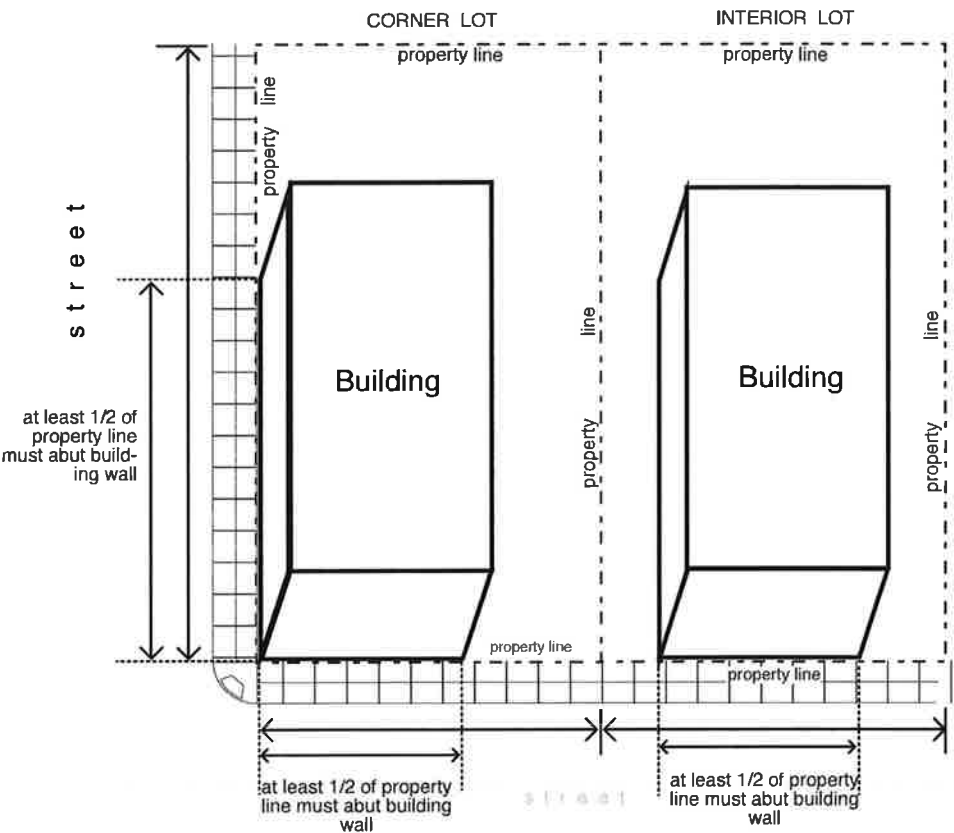 CORNER LOT
INTERIOR LOT
property line
property line
property line
street
Building
Building
property line
property line
at least 1/2 of
property line
must abut build-
ing wall
property line
property line
at least 1/2 of property
line must abut building
wall
street
at least 1/2 of property
line must abut building
wall